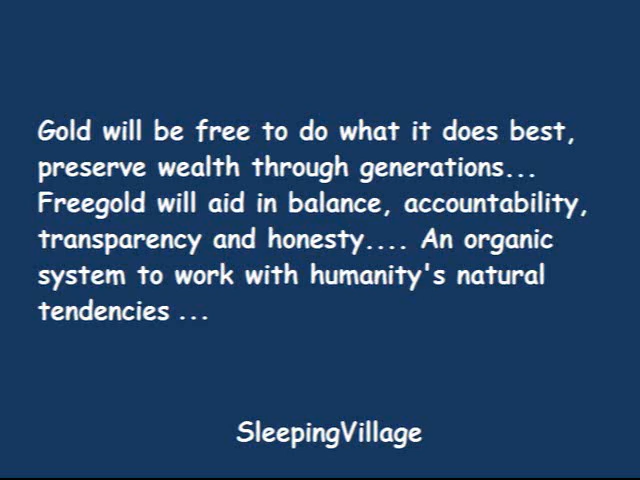 Gold will be free to do what it does best,
preserve wealth through generations...
Freegold will aid in balance, accountability,
transparency and honesty.... An organic
system to work with humanity's natural
tendencies ...
SleepingVillage